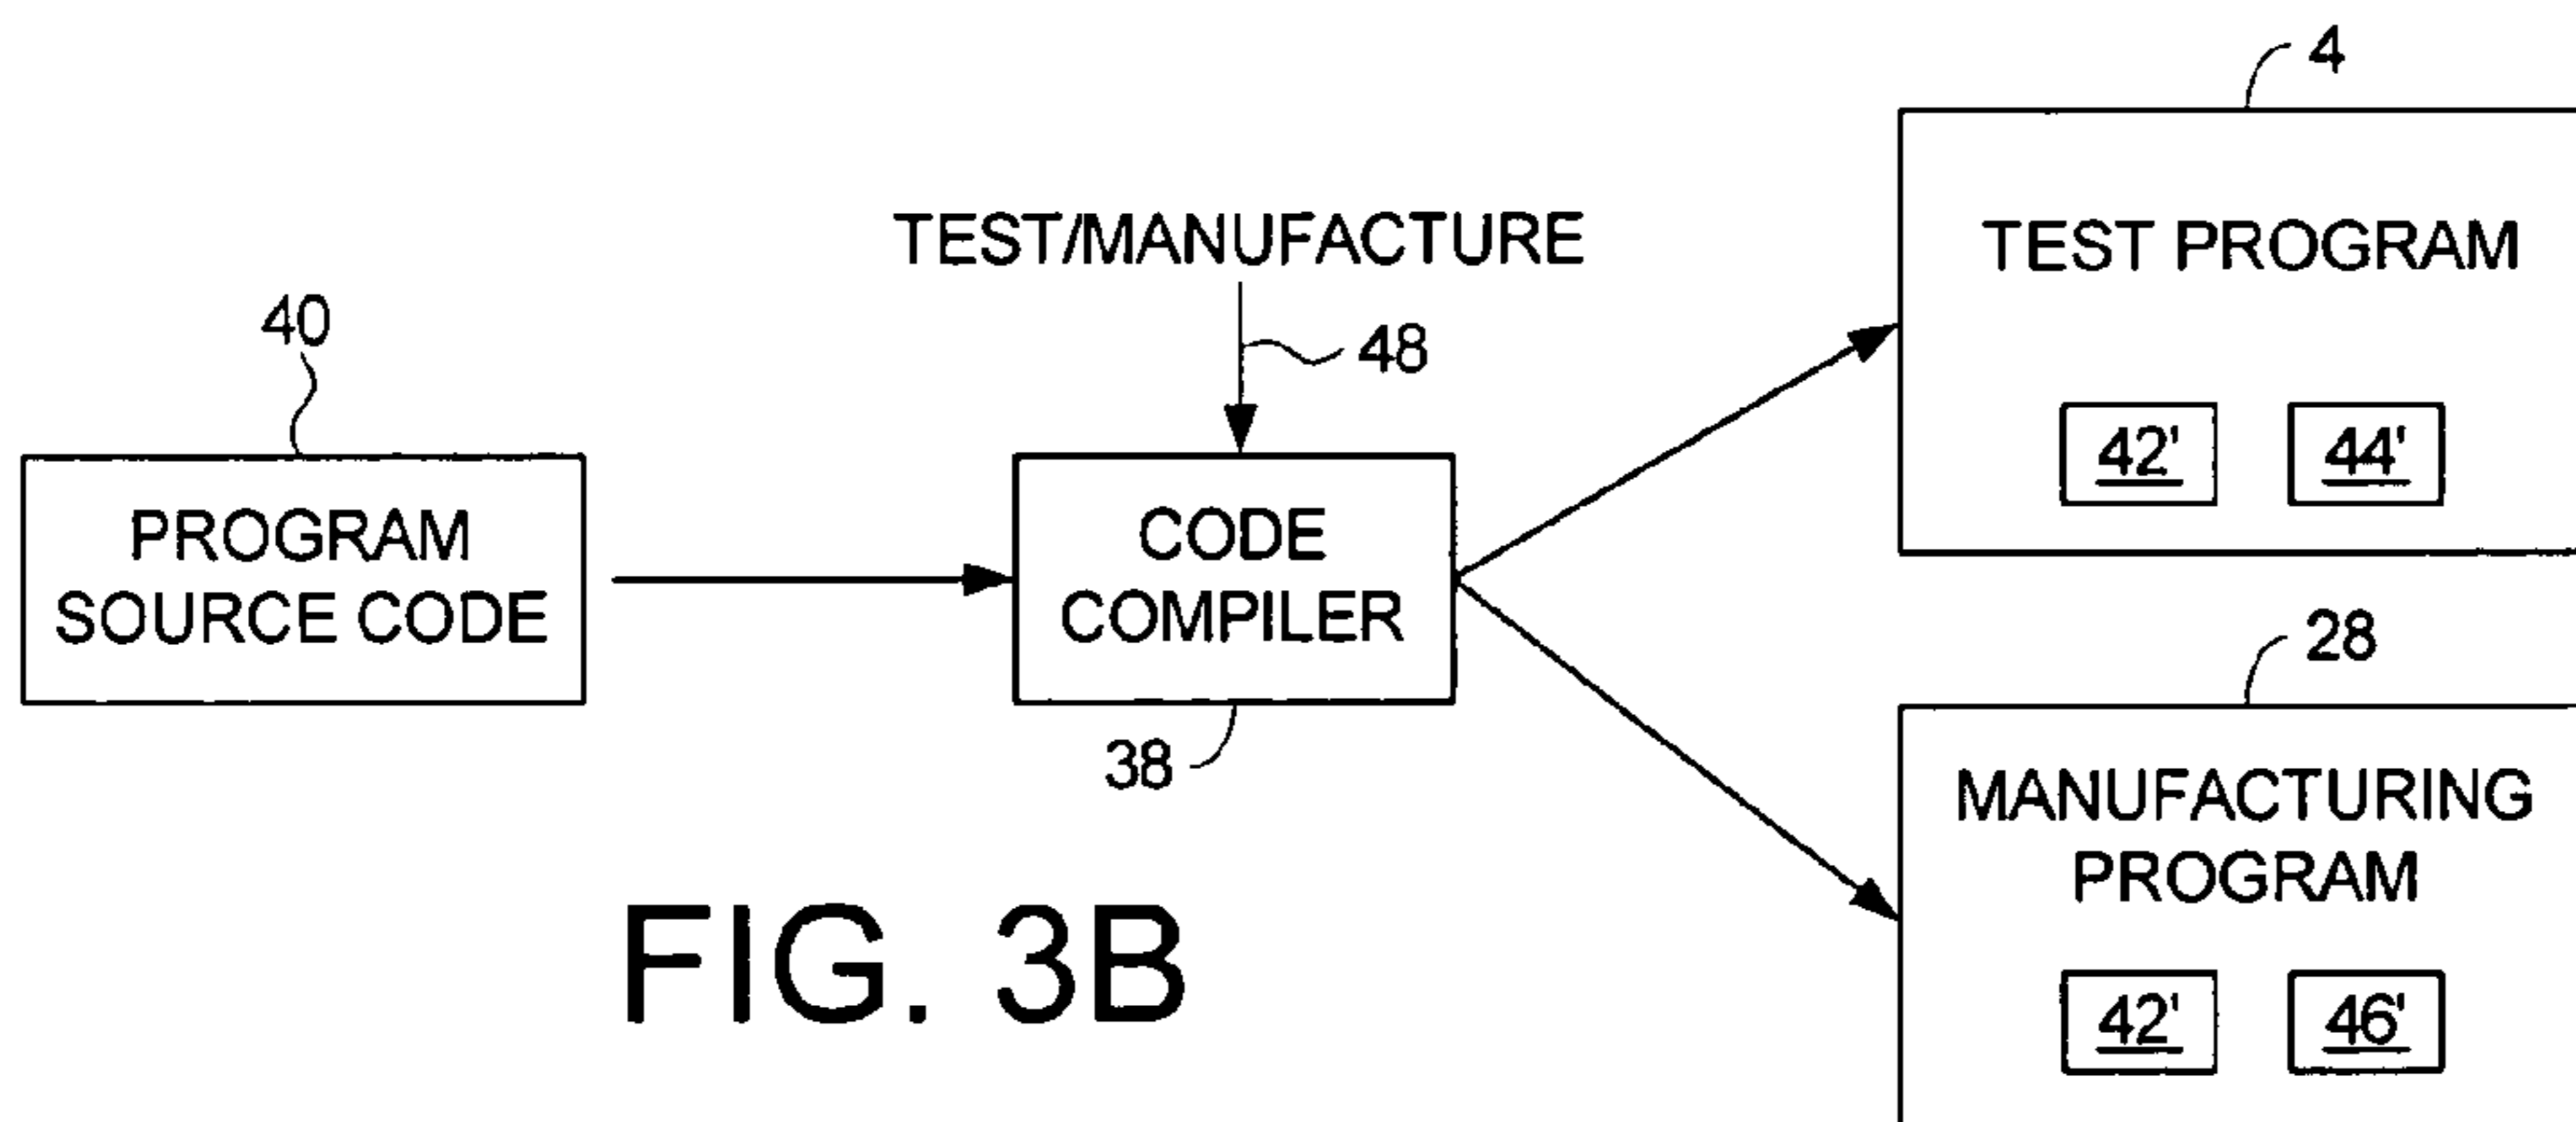 4
TEST/MANUFACTURE
TEST PROGRAM
40
48
42' 44'
PROGRAM
SOURCE CODE
CODE
COMPILER
28
38
MANUFACTURING
PROGRAM
FIG. 3B
42' 46'